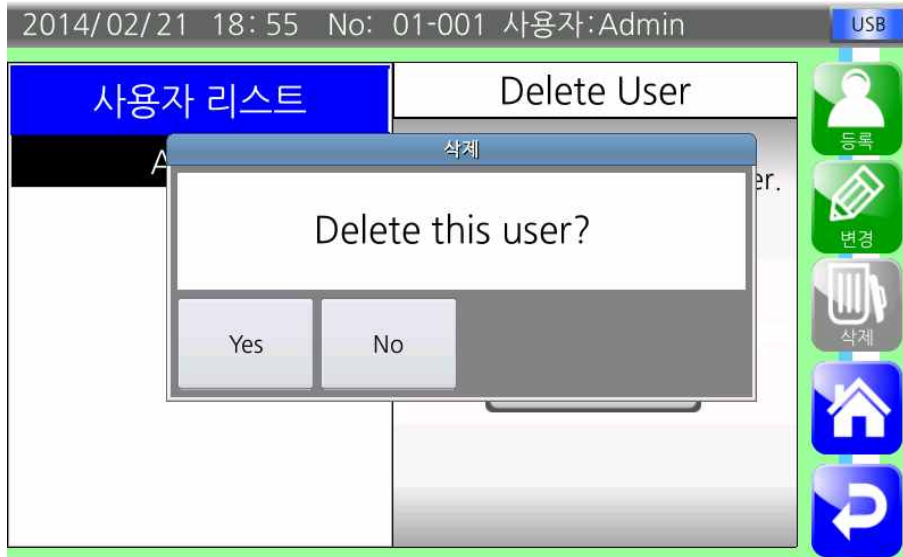 2014/02/21 18:55 No: 01-001 사용자:Admin
USB
사용자 리스트
Delete User
등록
삭제
변경
Delete this user?
Yes
No
삭제